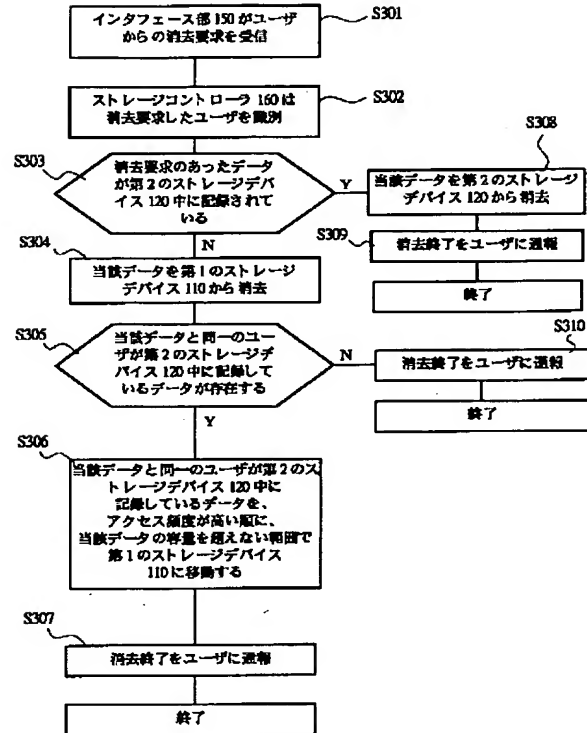 インタフェース部150がユーザ
からの消去要求を受信
S301
ストレージコントローラ160は
消去要求したユーザを識別
S302
S303
消去要求のあったデータ
が第2のストレージデバ
イス120中に記録されて
いる
Y
N
S308
当該データを第2のストレージ
デバイス120から消去
S309
消去終了をユーザに通報
終了
S304
当該データを第1のストレージ
デバイス110から消去
S305
当該データと同一のユー
ザが第2のストレージデ
バイス120中に記録して
いるデータが存在する
N
Y
S310
消去終了をユーザに通報
終了
S306
当該データと同一のユーザが第2のス
トレージデバイス120中に
記録しているデータを、
アクセス頻度が高い順に、
当該データの容量を超えない範囲で
第1のストレージデバイス
110に移動する
S307
消去終了をユーザに通報
終了